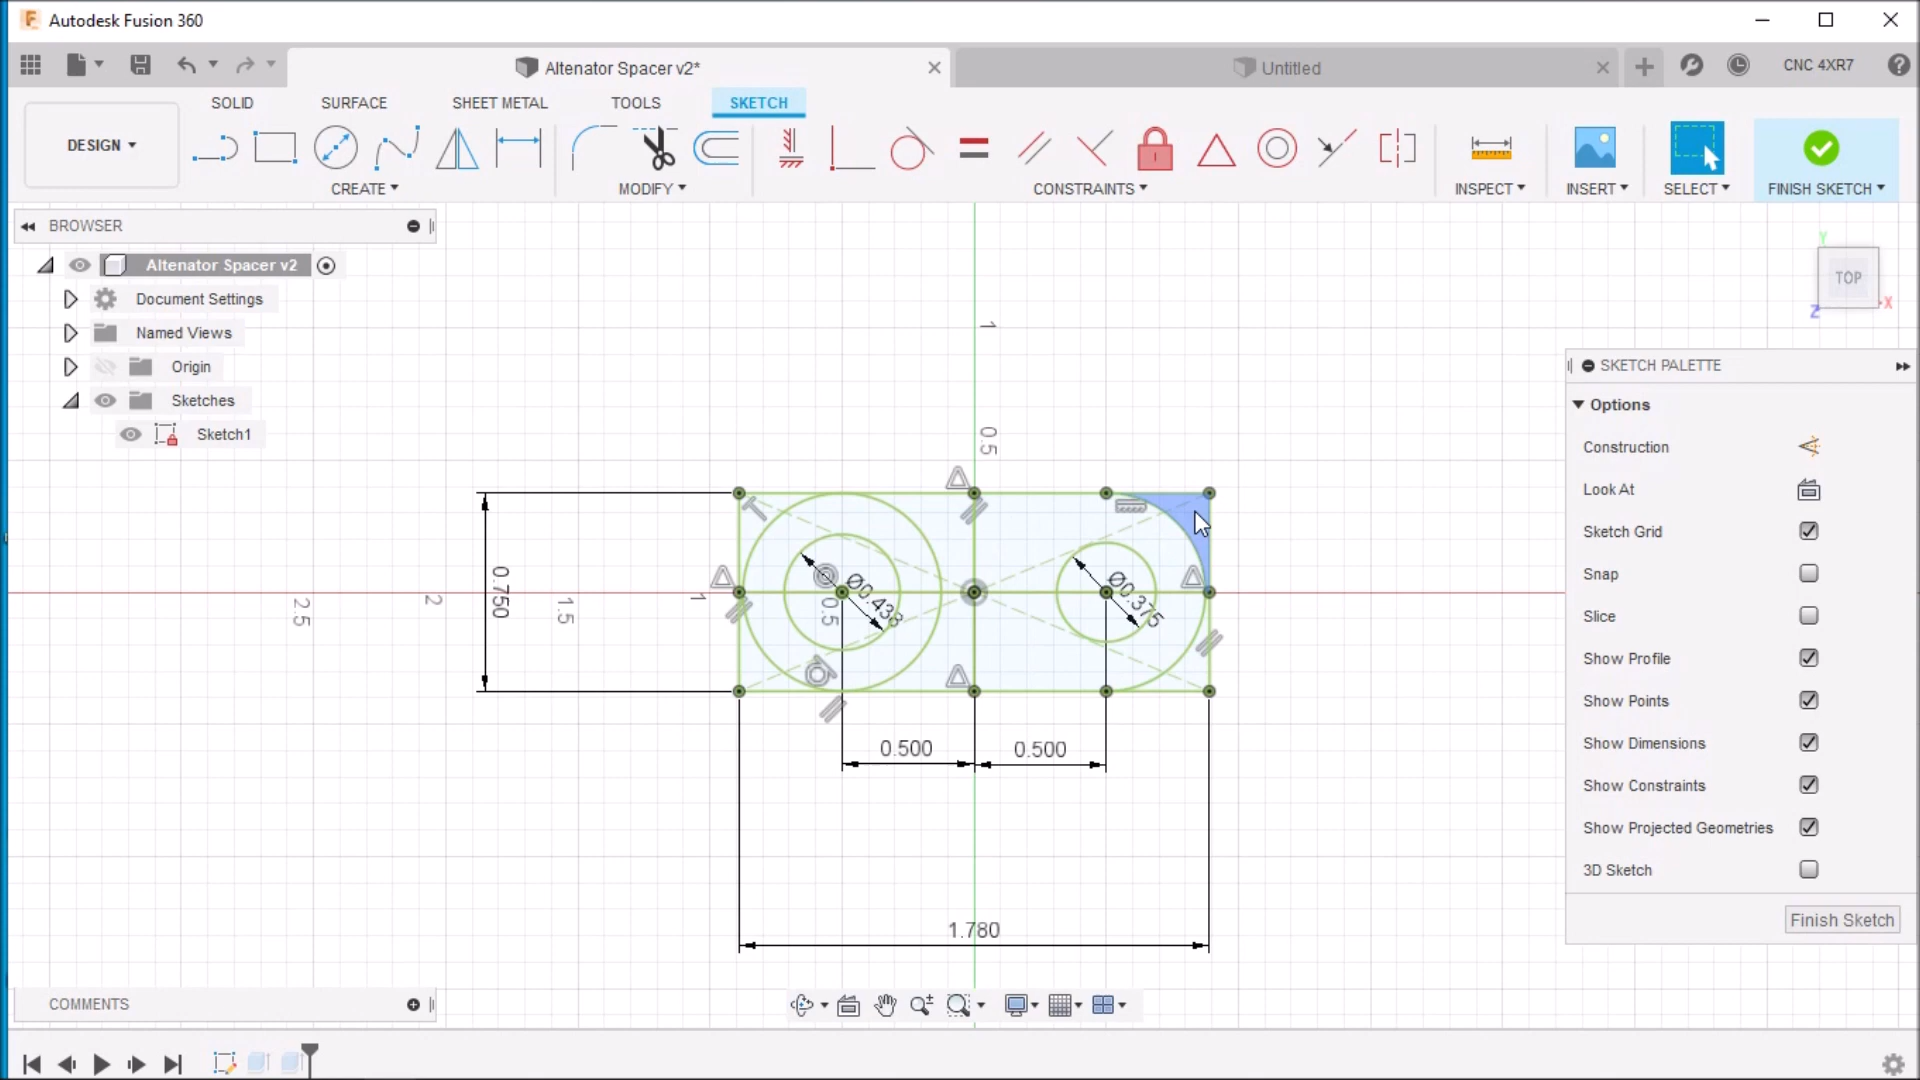 Autodesk Fusion 360
Altenator Spacer v2*
Untitled
CNC 4XR7
SOLID
SURFACE
SHEET METAL
TOOLS
SKETCH
DESIGN
CREATE
MODIFY
CONSTRAINTS
INSPECT
INSERT
SELECT
FINISH SKETCH
BROWSER
Altenator Spacer v2
Document Settings
Named Views
Origin
Sketches
Sketch1
Y
TOP
X
Z
1
0.5
0.5
1
1.5
2
2.5
0.750
Ø0.438
Ø0.375
0.500
0.500
1.780
SKETCH PALETTE
Options
Construction
Look At
Sketch Grid
Snap
Slice
Show Profile
Show Points
Show Dimensions
Show Constraints
Show Projected Geometries
3D Sketch
Finish Sketch
COMMENTS